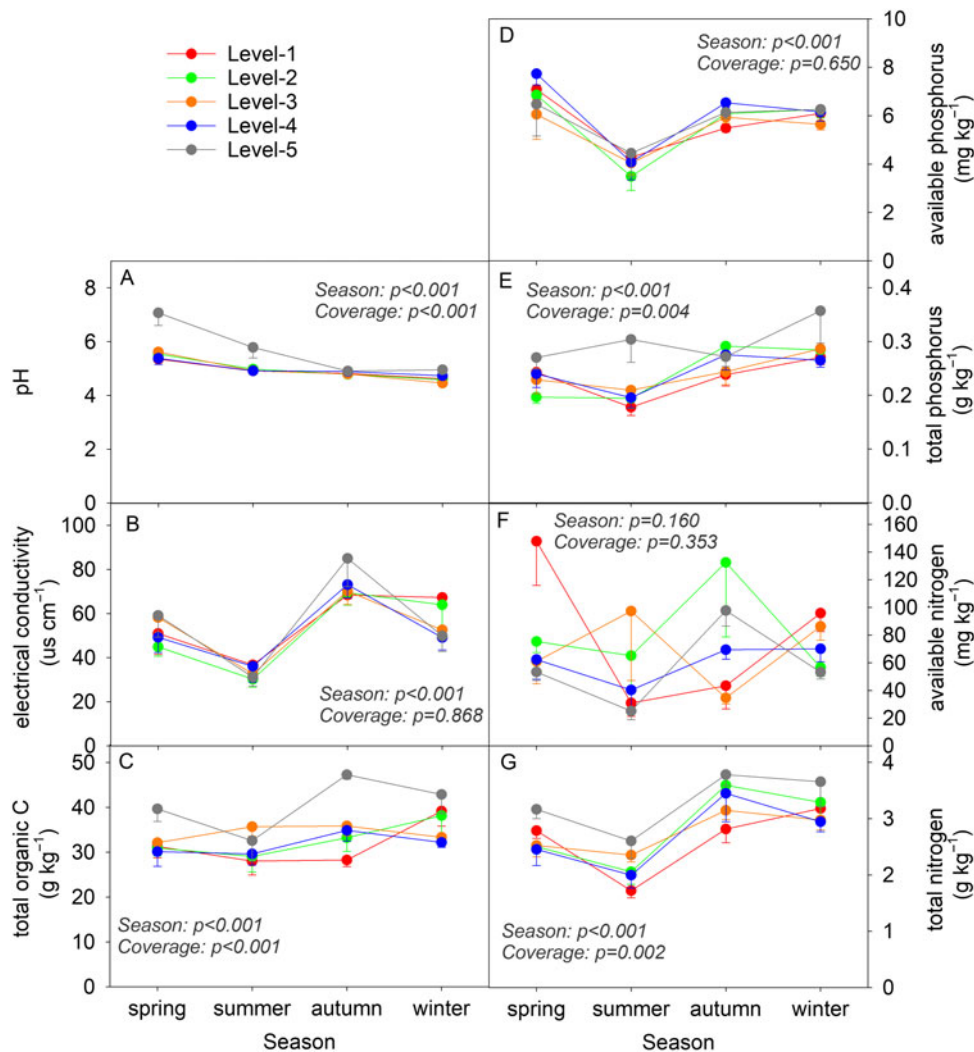 Level-1
Level-2
Level-3
Level-4
Level-5
D
Season: p<0.001
Coverage: p=0.650
10
8
6
4
2
0
available phosphorus
(mg kg⁻¹)
A
Season: p<0.001
Coverage: p<0.001
8
6
4
2
0
pH
E
Season: p<0.001
Coverage: p=0.004
0.4
0.3
0.2
0.1
0.0
total phosphorus
(g kg⁻¹)
B
Season: p<0.001
Coverage: p=0.868
100
80
60
40
20
0
electrical conductivity
(us cm⁻¹)
F
Season: p=0.160
Coverage: p=0.353
160
140
120
100
80
60
40
20
0
available nitrogen
(mg kg⁻¹)
C
Season: p<0.001
Coverage: p<0.001
50
40
30
20
10
0
total organic C
(g kg⁻¹)
spring summer autumn winter
Season
G
Season: p<0.001
Coverage: p=0.002
4
3
2
1
0
total nitrogen
(g kg⁻¹)
spring summer autumn winter
Season